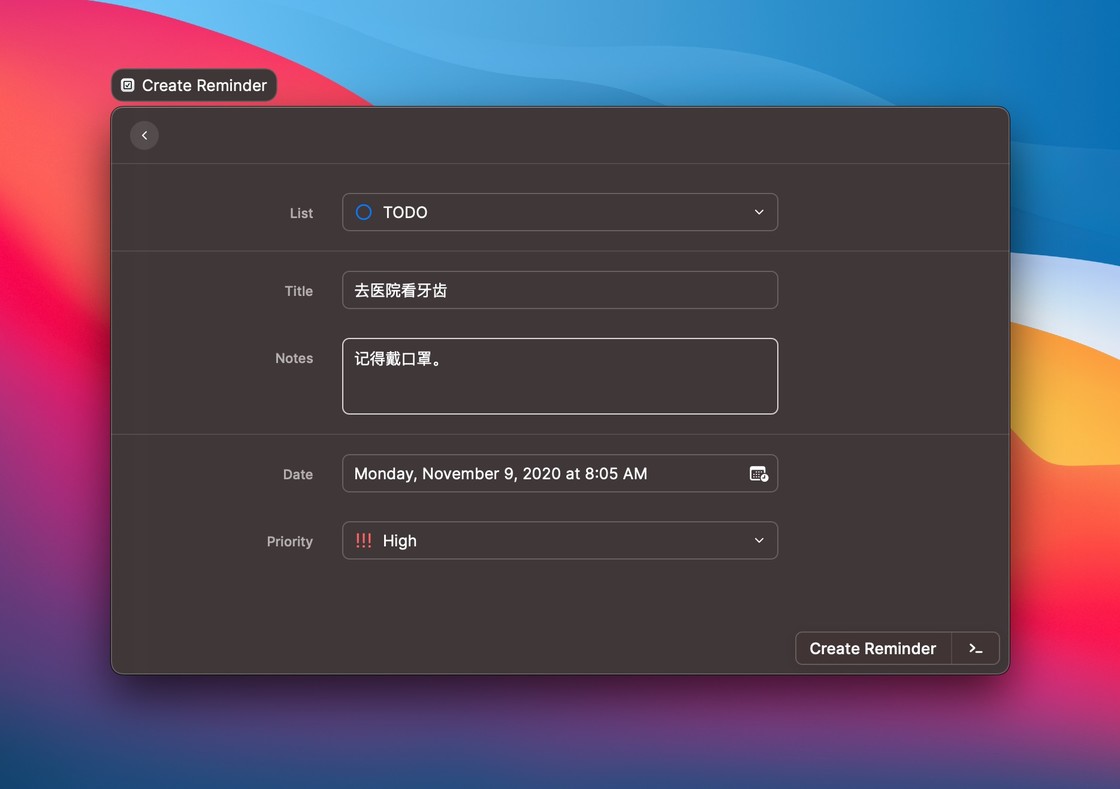 Create Reminder
List
TODO
Title
去医院看牙齿
Notes
记得戴口罩。
Date
Monday, November 9, 2020 at 8:05 AM
Priority
!!! High
Create Reminder